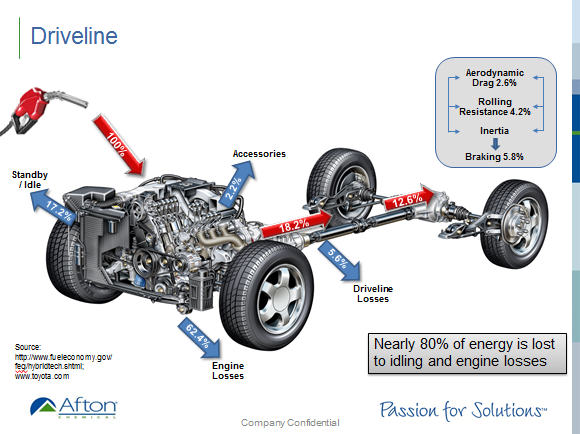 Driveline
Aerodynamic
Drag 2.6%
Rolling
Resistance 4.2%
Inertia
Braking 5.8%
100%
Accessories
2.2%
Standby
/ Idle
17.2%
18.2%
12.6%
5.6%
Driveline
Losses
62.4%
Engine
Losses
Nearly 80% of energy is lost
to idling and engine losses
Source:
http://www.fueleconomy.gov/
feg/hybridtech.shtml;
www.toyota.com
Afton
CHEMICAL
Company Confidential
Passion for Solutions™